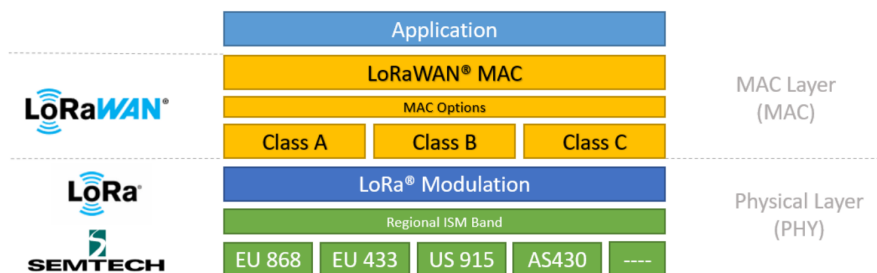 Application
LoRaWAN®
LoRaWAN® MAC
MAC Options
Class A
Class B
Class C
MAC Layer
(MAC)
LoRa®
LoRa® Modulation
Regional ISM Band
Physical Layer
(PHY)
SEMTECH
EU 868
EU 433
US 915
AS430
----